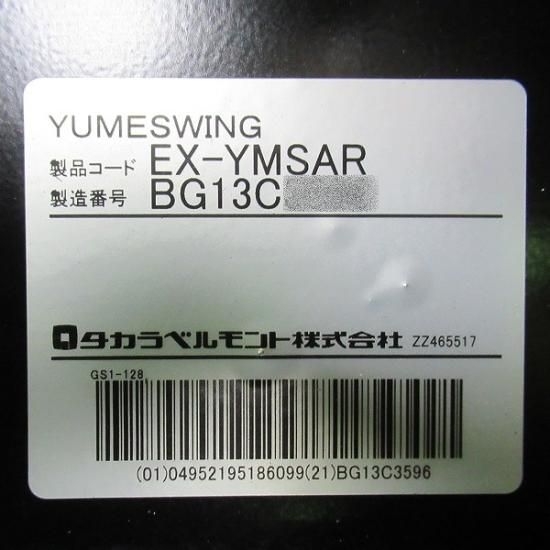 YUMESWING
製品コード EX-YMSAR
製造番号 BG13C
タカラベルモント株式会社 ZZ465517
GS1-128
(01)04952195186099(21)BG13C3596